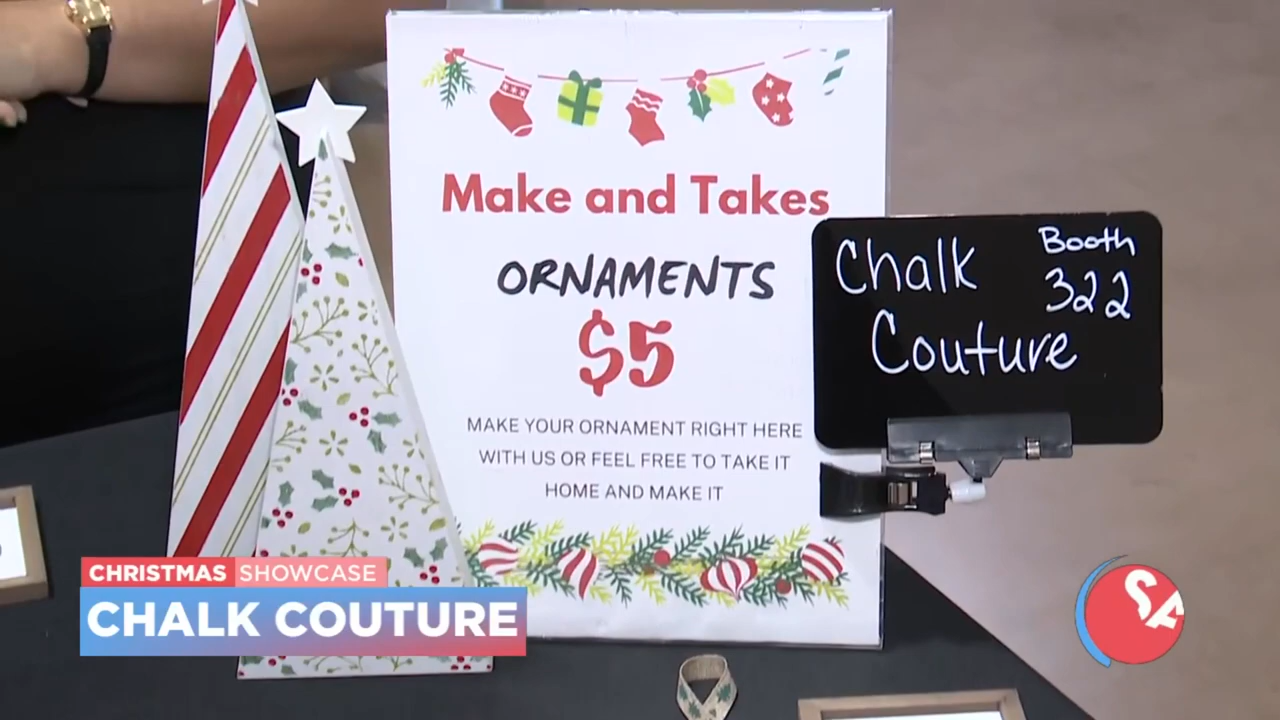 Make and Takes
ORNAMENTS
$5
MAKE YOUR ORNAMENT RIGHT HERE
WITH US OR FEEL FREE TO TAKE IT
HOME AND MAKE IT
Chalk Booth
322
Couture
CHRISTMAS SHOWCASE
CHALK COUTURE
SA